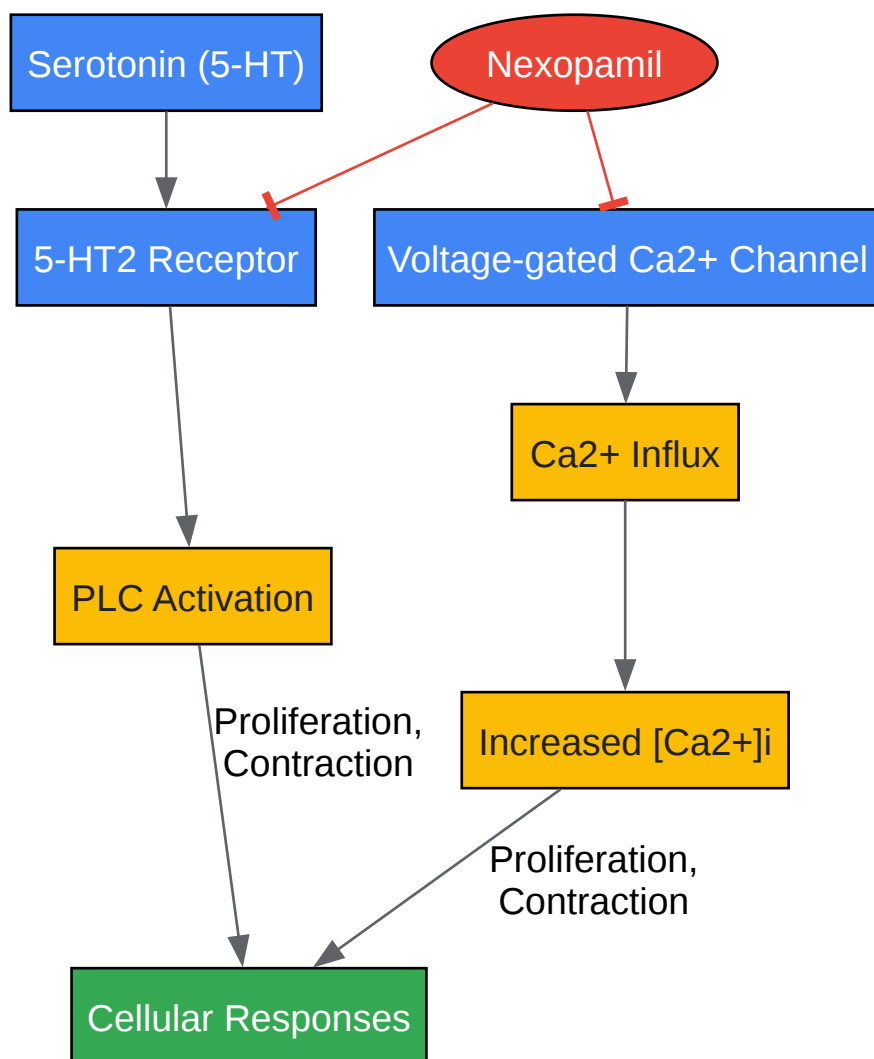 Serotonin (5-HT)
Nexopamil
5-HT2 Receptor
Voltage-gated Ca2+ Channel
Ca2+ Influx
PLC Activation
Proliferation,
Contraction
Increased [Ca2+]i
Proliferation,
Contraction
Cellular Responses